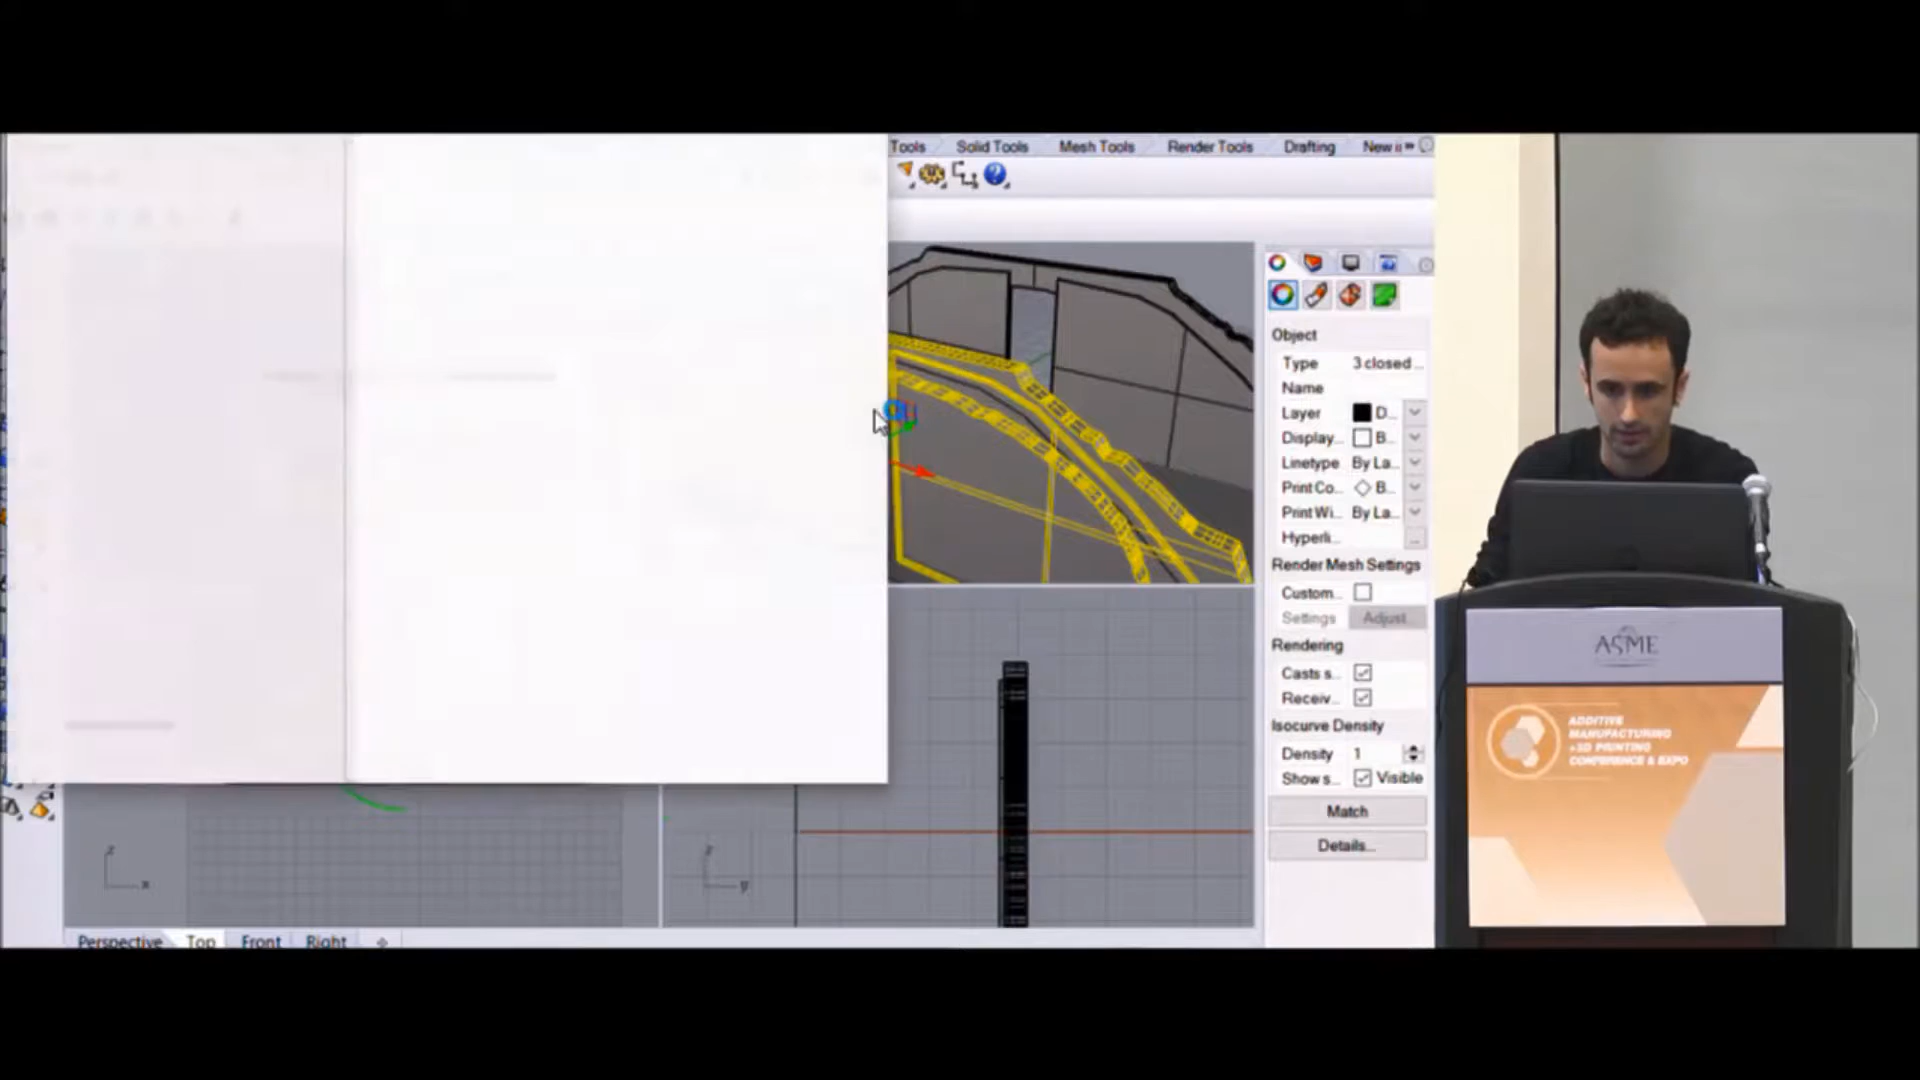 Tools Solid Tools Mesh Tools Render Tools Drafting New i
Object
Type 3 closed ...
Name
Layer D...
Display... B...
Linetype By La...
Print Co... B...
Print Wi... By La...
Hyperli... ...
Render Mesh Settings
Custom...
Settings Adjust...
Rendering
Casts s...
Receiv...
Isocurve Density
Density 1
Show s... Visible
Match
Details...
z
x
z
y
Perspective Top Front Right
ASME
ADDITIVE
MANUFACTURING
+3D PRINTING
CONFERENCE & EXPO